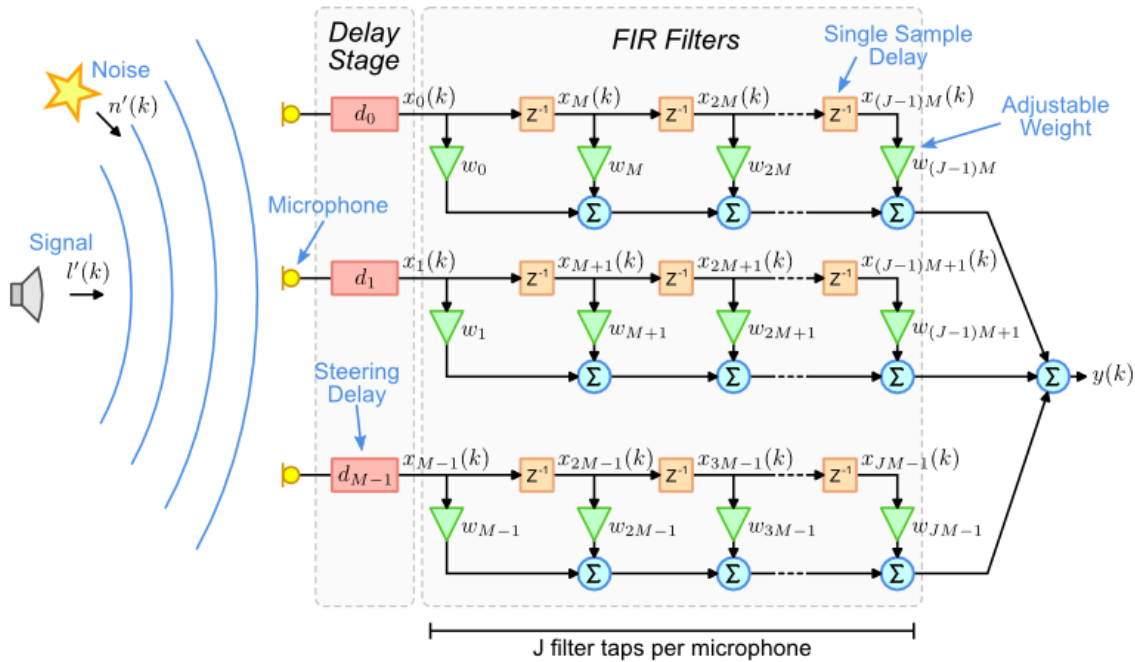 Delay
Stage
FIR Filters
Single Sample
Delay
Noise
n′(k)
d₀
x₀(k)
Z⁻¹
x_M(k)
Z⁻¹
x_{2M}(k)
Z⁻¹
x_{(J−1)M}(k)
Adjustable
Weight
w₀
w_M
w_{2M}
w_{(J−1)M}
Σ
Σ
Σ
Microphone
Signal
l′(k)
d₁
x₁(k)
Z⁻¹
x_{M+1}(k)
Z⁻¹
x_{2M+1}(k)
Z⁻¹
x_{(J−1)M+1}(k)
w₁
w_{M+1}
w_{2M+1}
w_{(J−1)M+1}
Σ
Σ
Σ
Σ
y(k)
Steering
Delay
d_{M−1}
x_{M−1}(k)
Z⁻¹
x_{2M−1}(k)
Z⁻¹
x_{3M−1}(k)
Z⁻¹
x_{JM−1}(k)
w_{M−1}
w_{2M−1}
w_{3M−1}
w_{JM−1}
Σ
Σ
Σ
J filter taps per microphone